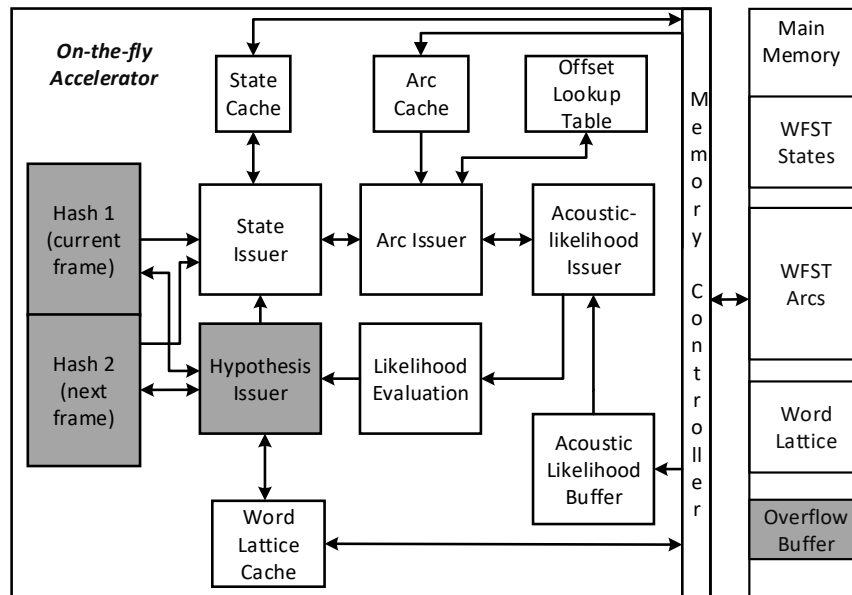 On-the-fly
Accelerator
State
Cache
Arc
Cache
Offset
Lookup
Table
Hash 1
(current
frame)
State
Issuer
Arc Issuer
Acoustic-
likelihood
Issuer
Hash 2
(next
frame)
Hypothesis
Issuer
Likelihood
Evaluation
Acoustic
Likelihood
Buffer
Word
Lattice
Cache
Memory Controller
Main
Memory
WFST
States
WFST
Arcs
Word
Lattice
Overflow
Buffer